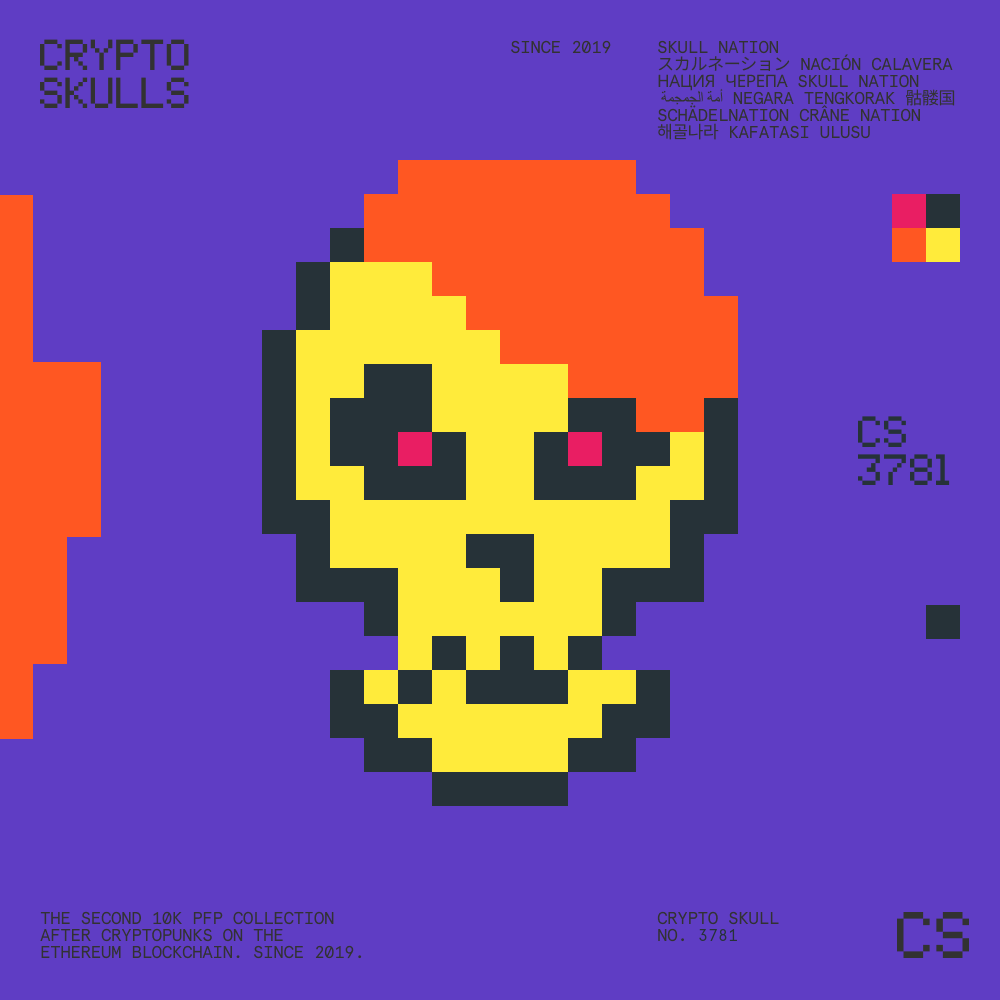 CRYPTO
SKULLS
SINCE 2019
SKULL NATION
スカルネーション NACIÓN CALAVERA
НАЦИЯ ЧЕРЕПА SKULL NATION
أمة الجمجمة NEGARA TENGKORAK 骷髅国
SCHÄDELNATION CRÂNE NATION
해골나라 KAFATASI ULUSU
CS
3781
THE SECOND 10K PFP COLLECTION
AFTER CRYPTOPUNKS ON THE
ETHEREUM BLOCKCHAIN. SINCE 2019.
CRYPTO SKULL
NO. 3781
CS